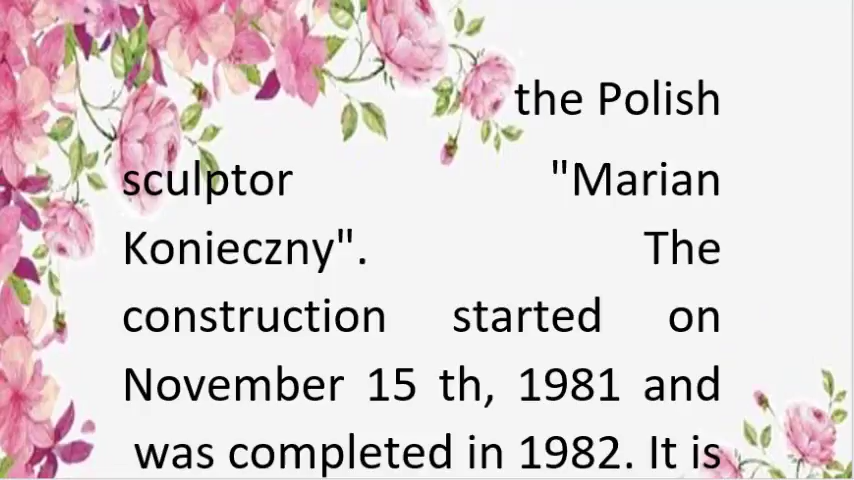 the Polish
sculptor "Marian
Konieczny". The
construction started on
November 15 th, 1981 and
was completed in 1982. It is